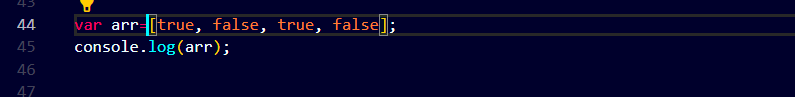 43
44 var arr=[true, false, true, false];
45 console.log(arr);
46
47